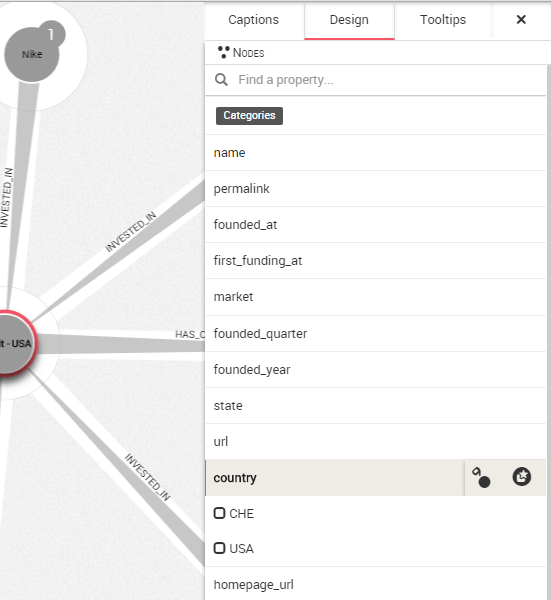 Captions
Design
Tooltips
Nodes
Find a property...
Categories
name
permalink
founded_at
first_funding_at
market
founded_quarter
founded_year
state
url
country
CHE
USA
homepage_url
1
Nike
INVESTED_IN
INVESTED_IN
HAS_C
it - USA
INVESTED_IN